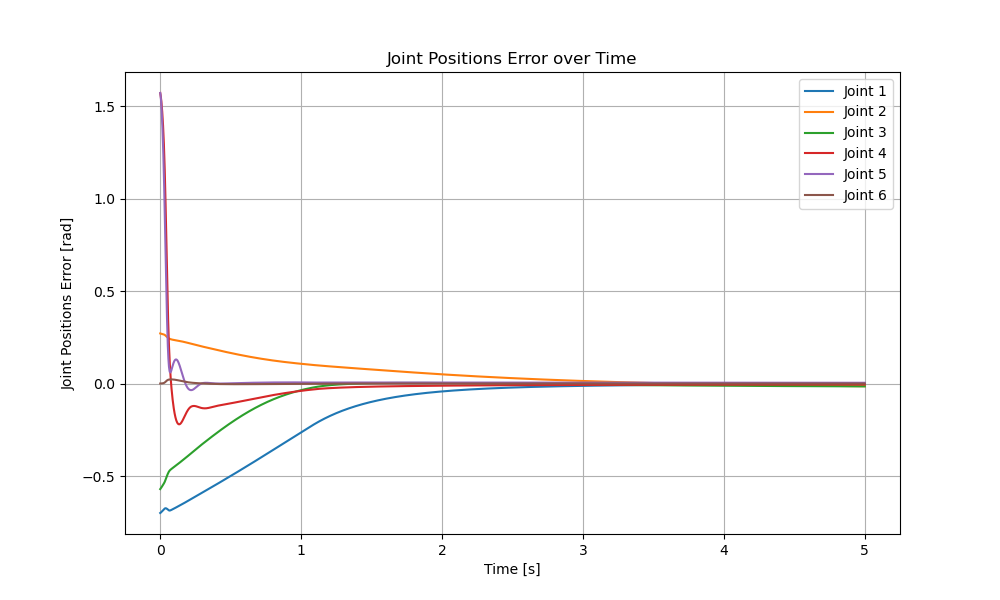 Joint Positions Error over Time
Joint Positions Error [rad]
1.5
1.0
0.5
0.0
−0.5
0
1
2
3
4
5
Time [s]
Joint 1
Joint 2
Joint 3
Joint 4
Joint 5
Joint 6